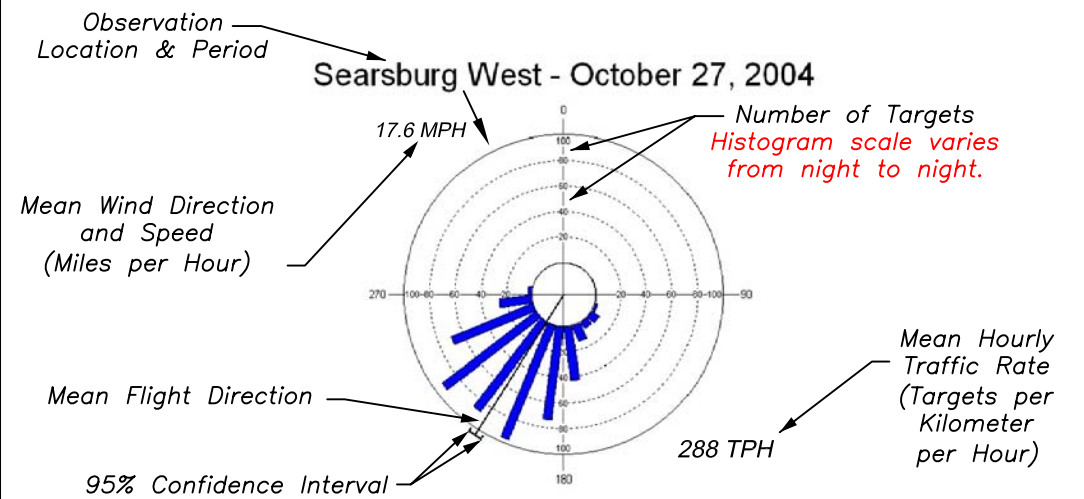 Observation
Location & Period
Searsburg West - October 27, 2004
0
17.6 MPH
Number of Targets
Histogram scale varies
from night to night.
100
80
60
40
20
Mean Wind Direction
and Speed
(Miles per Hour)
270
100
80
60
40
20
20
40
60
80
100
90
Mean Hourly
Traffic Rate
(Targets per
Kilometer
per Hour)
40
60
80
100
Mean Flight Direction
288 TPH
180
95% Confidence Interval